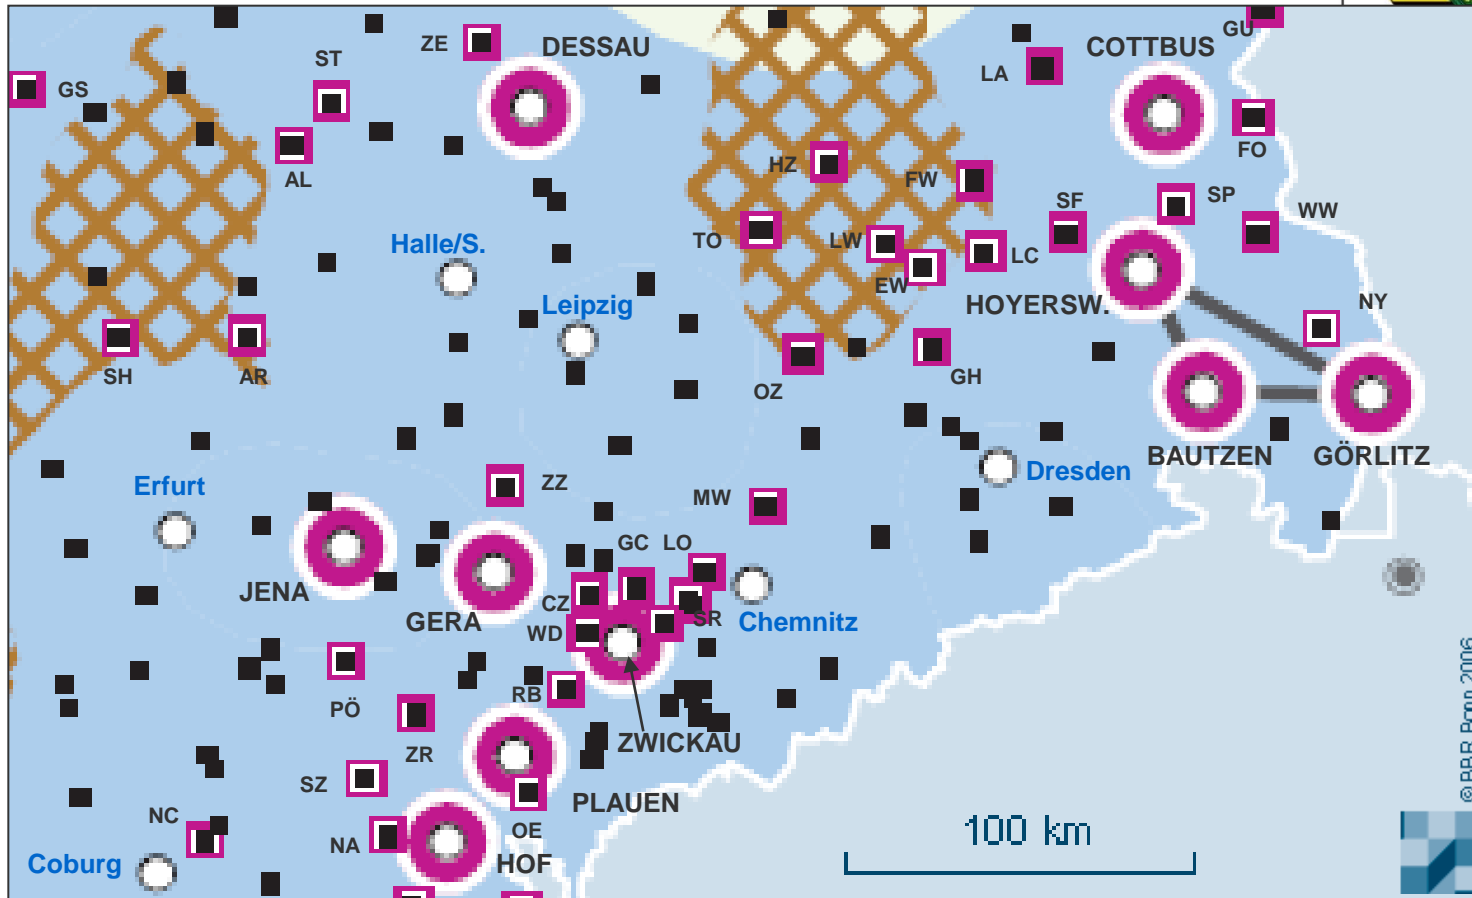 GU
ZE
DESSAU
COTTBUS
ST
LA
GS
FO
AL
HZ
FW
SF
SP
WW
TO
LW
LC
Halle/S.
EW
HOYERSW.
NY
Leipzig
SH
AR
OZ
GH
BAUTZEN
GÖRLITZ
Erfurt
ZZ
MW
Dresden
GC
LO
JENA
CZ
GERA
WD
SR
Chemnitz
RB
PÖ
ZWICKAU
ZR
SZ
PLAUEN
NC
NA
OE
HOF
Coburg
100 km
©BBR Bonn 2006